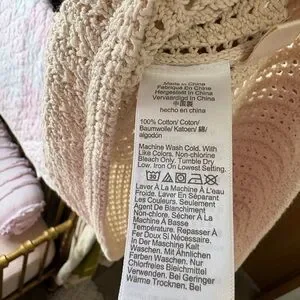 Made in China
Fabriqué En Chine
Hergestellt In China
Vervaardigd In China
中国製
hecho en china
100% Cotton/ Coton/
Baumwolle/ Katoen/ 綿/
algodón
Machine Wash Cold, With
Like Colors. Non-chlorine
Bleach Only. Tumble Dry
Low. Iron On Lowest Setting.
Laver À La Machine À L'eau
Froide. Laver En Séparant
Les Couleurs. Seulement
Agent De Blanchiment
Non-chlore. Sécher À La
Machine À Basse
Température. Repasser À
Fer Doux Si Nécessaire.
In Der Maschine Kalt
Waschen. Mit Ähnlichen
Farben Waschen. Nur
Chlorfreies Bleichmittel
Verwenden. Bei Geringer
Wärme Trocknen. Bei